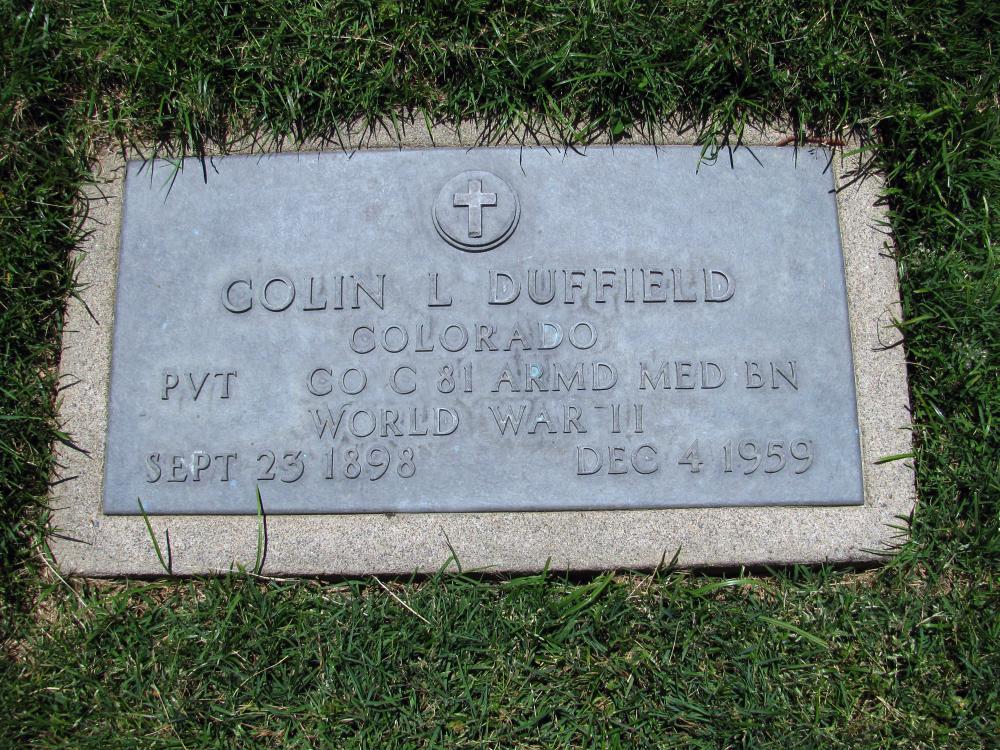 COLIN L DUFFIELD
COLORADO
PVT CO C 81 ARMD MED BN
WORLD WAR II
SEPT 23 1898 DEC 4 1959